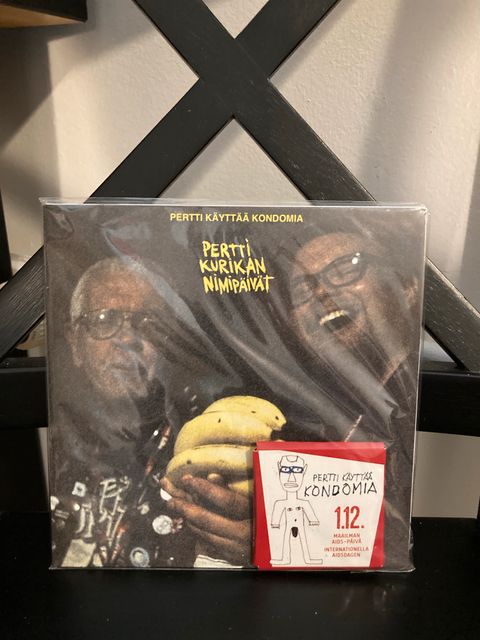 PERTTI KÄYTTÄÄ KONDOMIA
PERTTI
KURIKAN
NIMIPÄIVÄT
PERTTI KÄYTTÄÄ
KONDOMIA
1.12.
MAAILMAN
AIDS-PÄIVÄ
INTERNATIONELLA
AIDSDAGEN